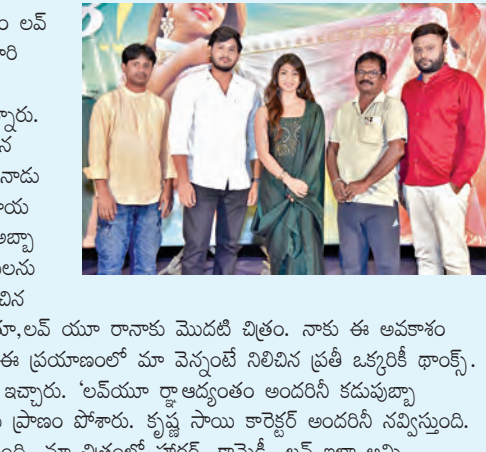 ం లవ్
ారి
్నారు.
న
నాడు
ాయ
అబ్బా
లను
చిన
ూ,లవ్ యూ రానాకు మొదటి చిత్రం. నాకు ఈ అవకాశం
ఈ ప్రయాణంలో మా వెన్నంటే నిలిచిన ప్రతీ ఒక్కరికీ థాంక్స్.
ఇచ్చారు. 'లవ్‌యూ ర్ఞాఆద్యంతం అందరినీ కడుపుబ్బా
ప్రాణం పోశారు. కృష్ణ సాయి కారెక్టర్ అందరినీ నవ్విస్తుంది.